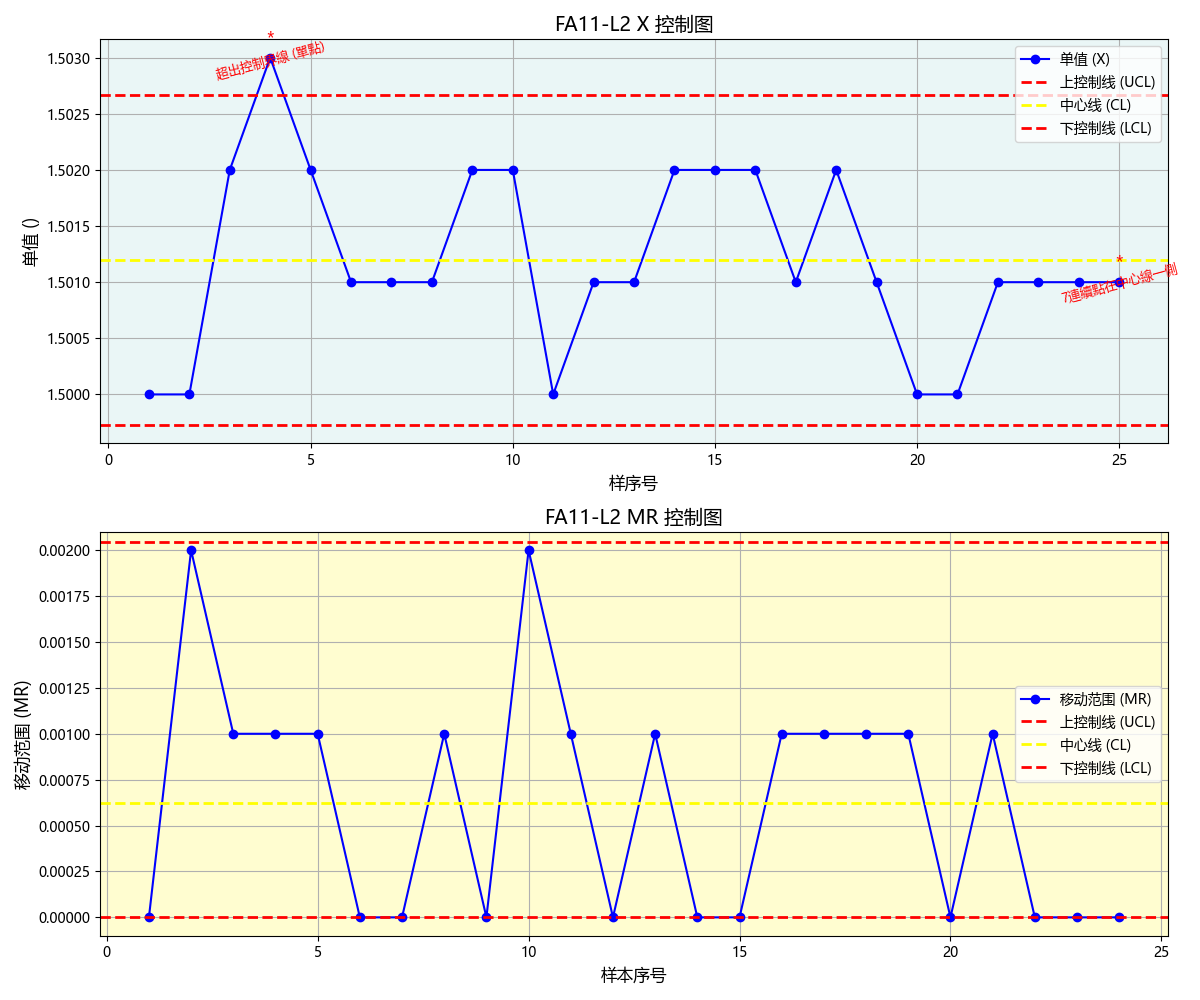 FA11-L2 X 控制图
*
超出控制界線 (單點)
1.5030
1.5025
1.5020
1.5015
1.5010
1.5005
1.5000
单值 ()
单值 (X)
上控制线 (UCL)
中心线 (CL)
下控制线 (LCL)
*
7連續點在中心線一側
0 5 10 15 20 25
样序号
FA11-L2 MR 控制图
0.00200
0.00175
0.00150
0.00125
0.00100
0.00075
0.00050
0.00025
0.00000
移动范围 (MR)
移动范围 (MR)
上控制线 (UCL)
中心线 (CL)
下控制线 (LCL)
0 5 10 15 20 25
样本序号